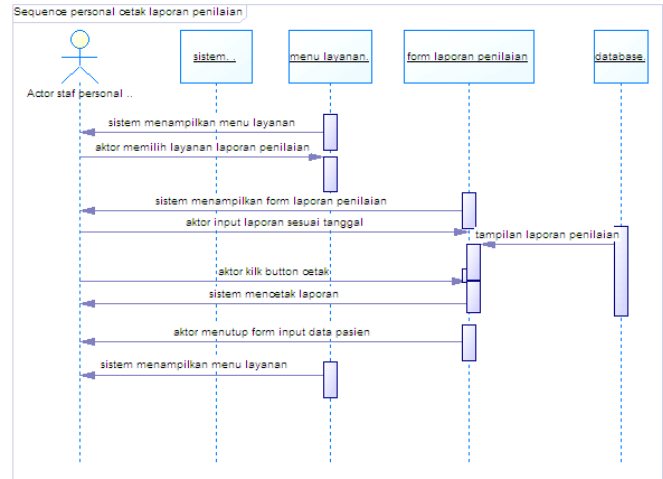 Sequence personal cetak laporan penilaian
sistem. .
menu layanan.
form laporan penilaian
database.
Actor staf personal ..
sistem menampilkan menu layanan
aktor memilih layanan laporan penilaian
sistem menampilkan form laporan penilaian
aktor input laporan sesuai tanggal
tampilan laporan penilaian
aktor kilk button cetak
sistem mencetak laporan
aktor menutup form input data pasien
sistem menampilkan menu layanan